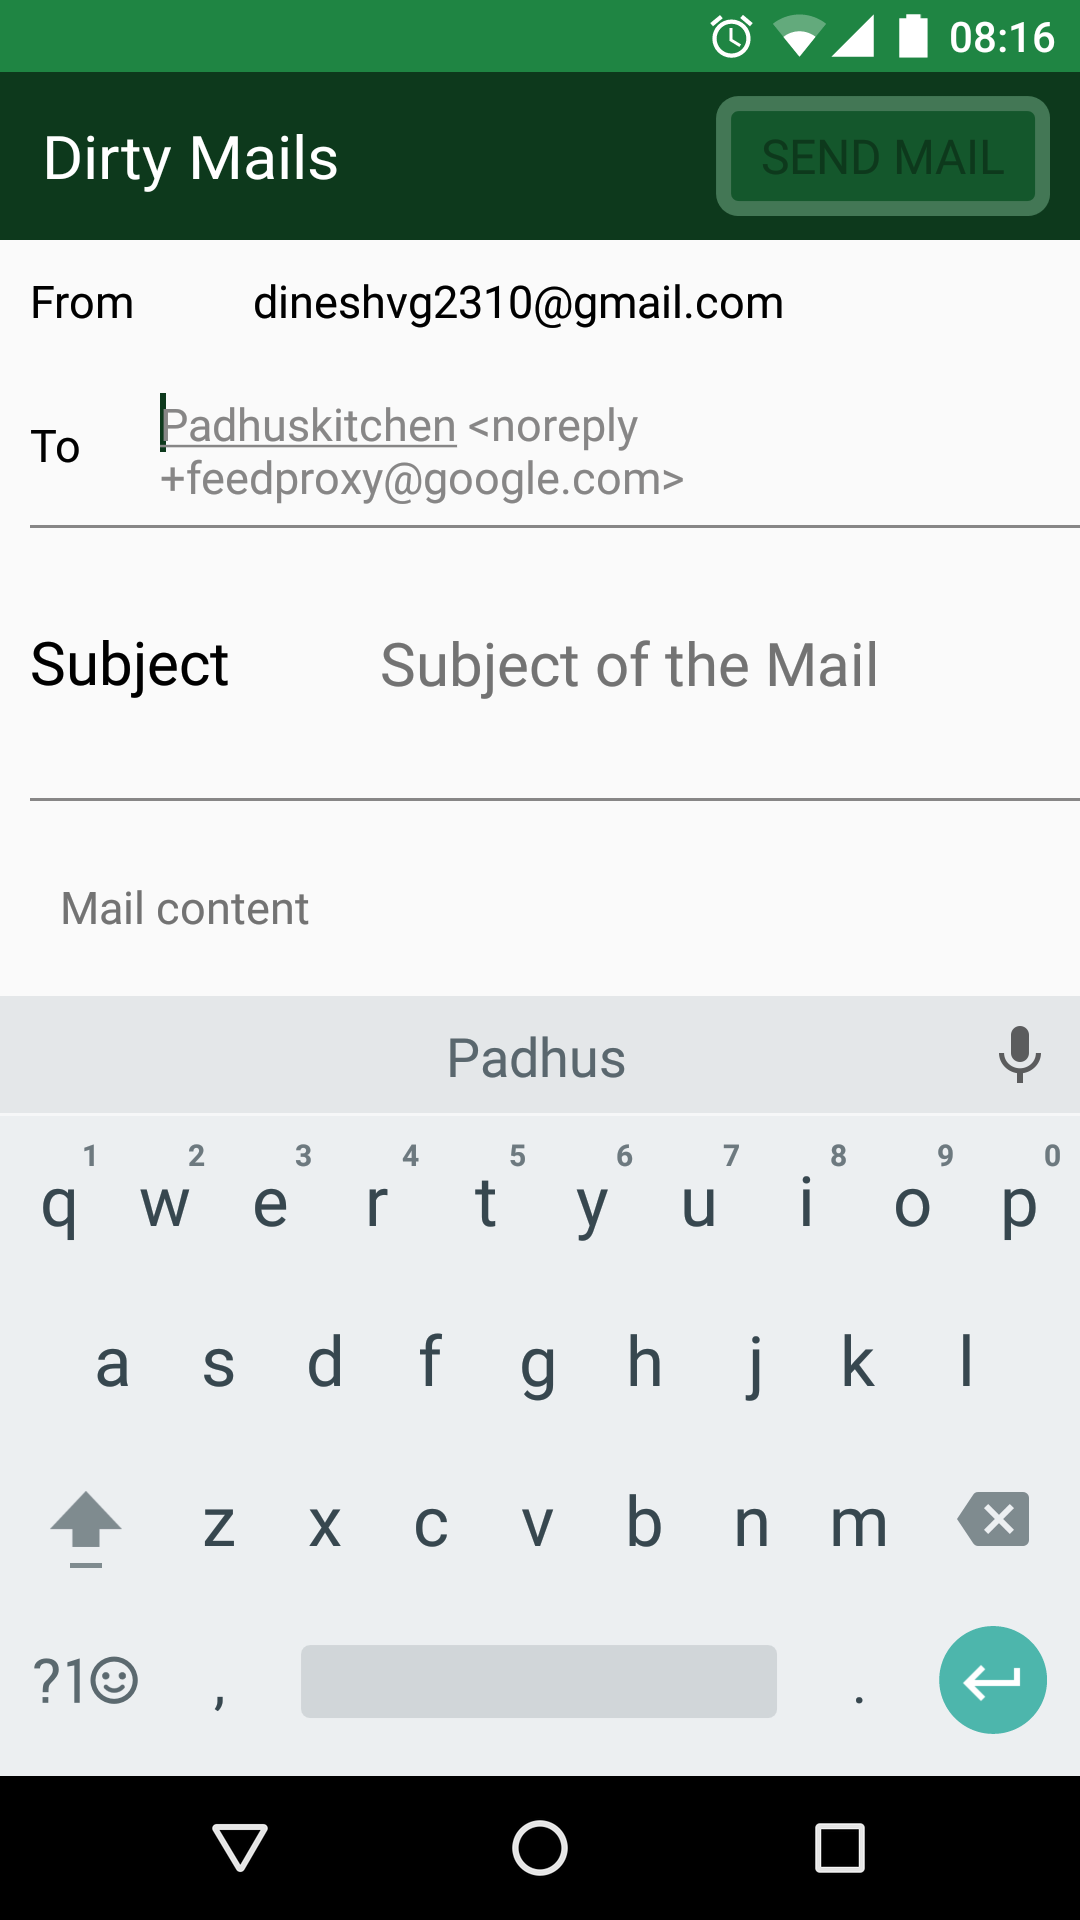 08:16
Dirty Mails
SEND MAIL
From dineshvg2310@gmail.com
To
Padhuskitchen <noreply
+feedproxy@google.com>
Subject Subject of the Mail
Mail content
Padhus
1 2 3 4 5 6 7 8 9 0
q w e r t y u i o p
a s d f g h j k l
z x c v b n m
?1☺ , .